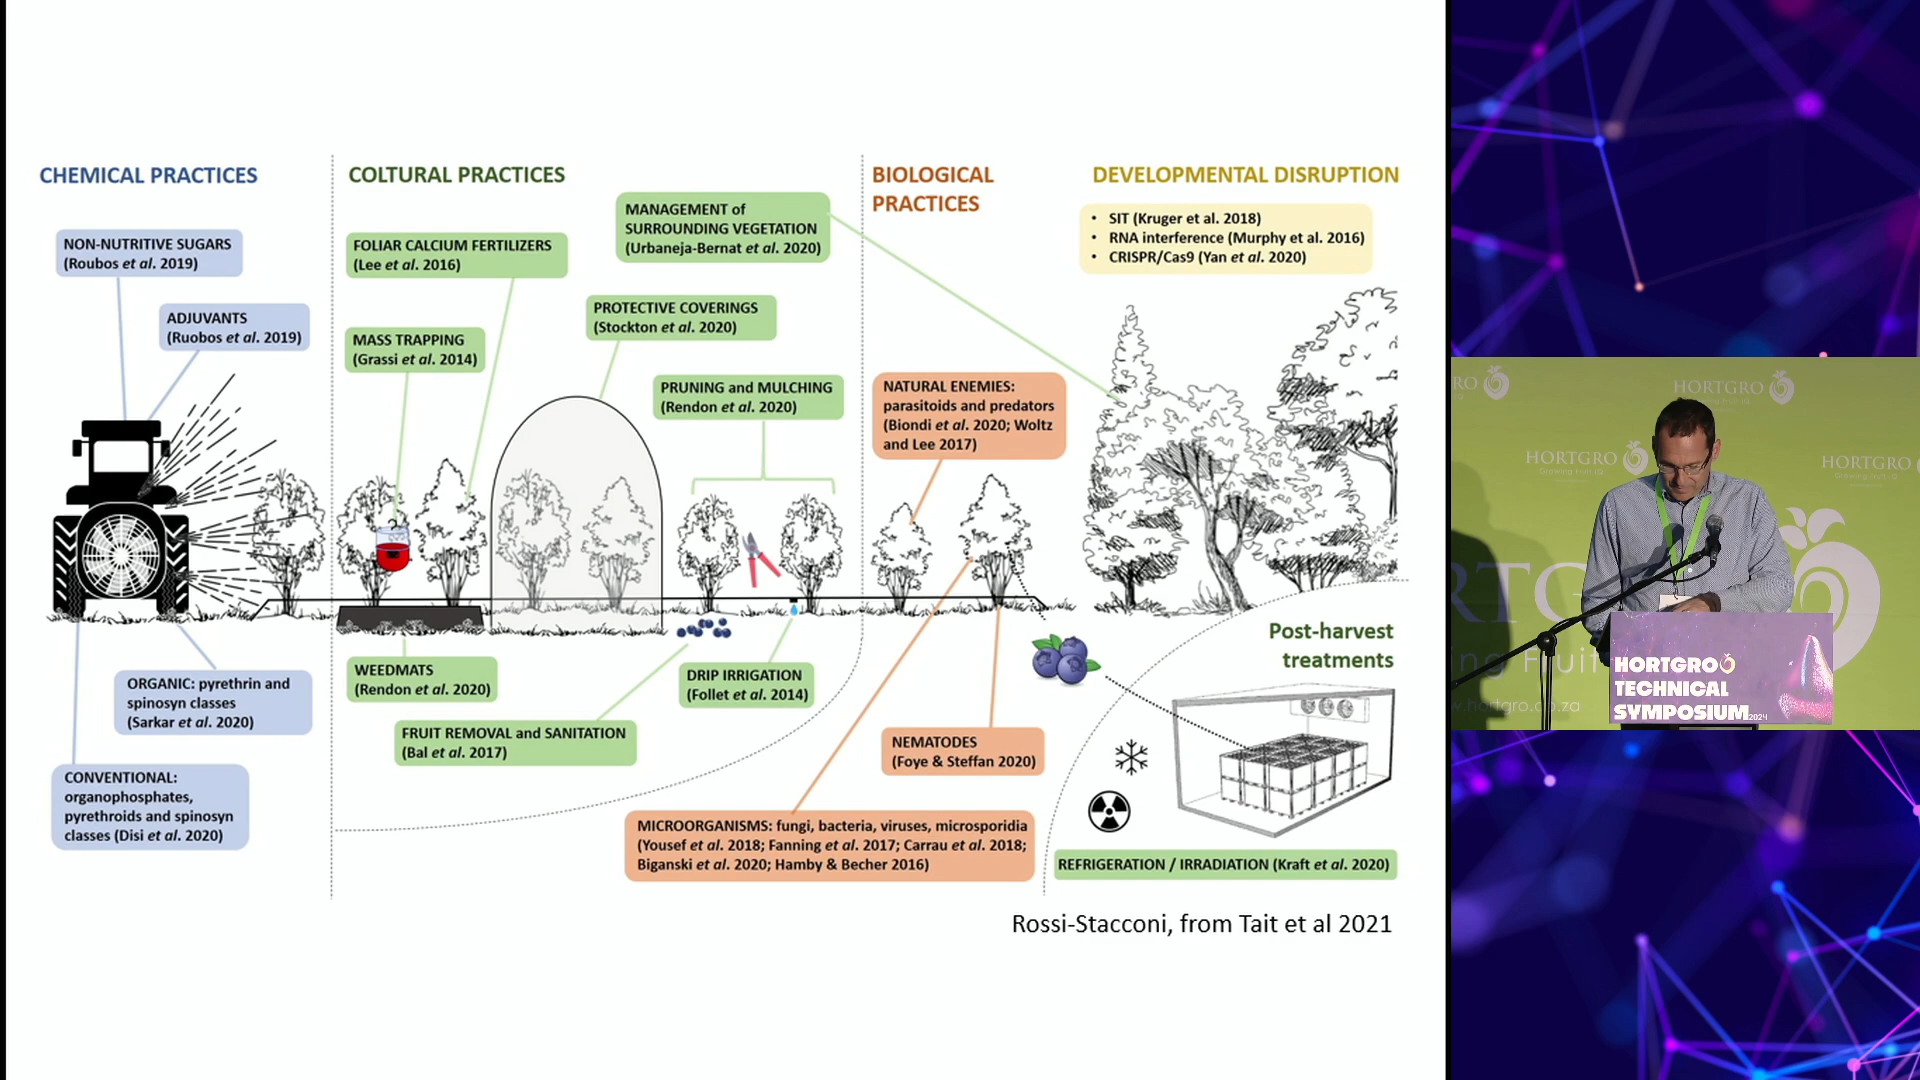 CHEMICAL PRACTICES
NON-NUTRITIVE SUGARS
(Roubos et al. 2019)
ADJUVANTS
(Ruobos et al. 2019)
ORGANIC: pyrethrin and
spinosyn classes
(Sarkar et al. 2020)
CONVENTIONAL:
organophosphates,
pyrethroids and spinosyn
classes (Disi et al. 2020)
COLTURAL PRACTICES
MANAGEMENT of
SURROUNDING VEGETATION
(Urbaneja-Bernat et al. 2020)
FOLIAR CALCIUM FERTILIZERS
(Lee et al. 2016)
PROTECTIVE COVERINGS
(Stockton et al. 2020)
MASS TRAPPING
(Grassi et al. 2014)
PRUNING and MULCHING
(Rendon et al. 2020)
WEEDMATS
(Rendon et al. 2020)
DRIP IRRIGATION
(Follet et al. 2014)
FRUIT REMOVAL and SANITATION
(Bal et al. 2017)
BIOLOGICAL
PRACTICES
NATURAL ENEMIES:
parasitoids and predators
(Biondi et al. 2020; Woltz
and Lee 2017)
NEMATODES
(Foye & Steffan 2020)
MICROORGANISMS: fungi, bacteria, viruses, microsporidia
(Yousef et al. 2018; Fanning et al. 2017; Carrau et al. 2018;
Biganski et al. 2020; Hamby & Becher 2016)
DEVELOPMENTAL DISRUPTION
• SIT (Kruger et al. 2018)
• RNA interference (Murphy et al. 2016)
• CRISPR/Cas9 (Yan et al. 2020)
Post-harvest
treatments
REFRIGERATION / IRRADIATION (Kraft et al. 2020)
Rossi-Stacconi, from Tait et al 2021
RO
HORTGRO
HORTGRO
HORTGRO
RTG
ing Fruit
w.hortgro.co.za
HORTGRO
TECHNICAL
SYMPOSIUM 2024